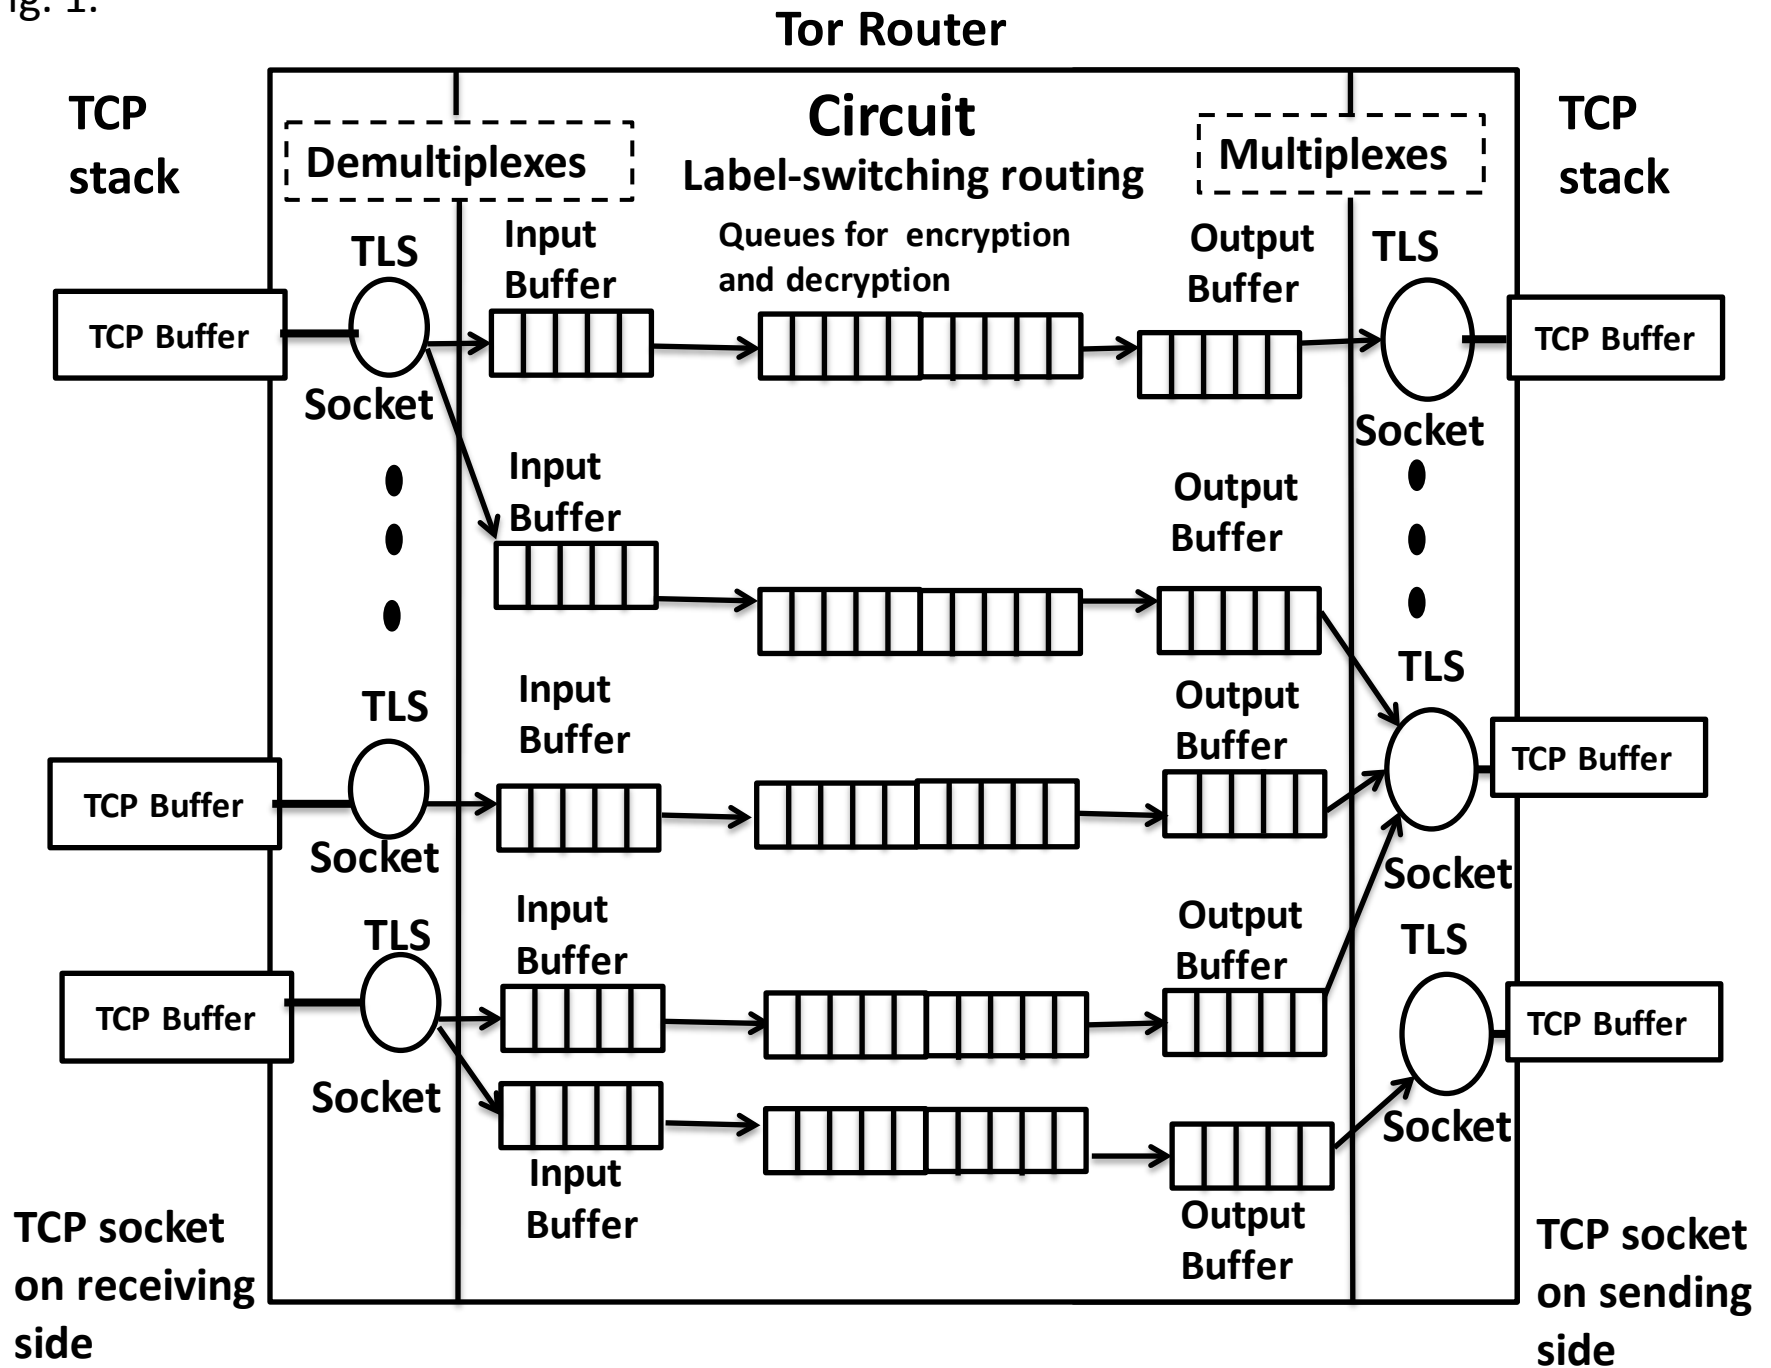 ig. 1.
Tor Router
TCP
stack
Demultiplexes
Circuit
Label-switching routing
Queues for encryption
and decryption
Multiplexes
TCP
stack
TLS
Input
Buffer
Output
Buffer
TLS
TCP Buffer
TCP Buffer
Socket
Socket
Input
Buffer
Output
Buffer
TLS
TLS
Input
Buffer
Output
Buffer
TCP Buffer
TCP Buffer
Socket
Socket
TLS
Input
Buffer
Output
Buffer
TLS
TCP Buffer
TCP Buffer
Socket
Socket
Input
Buffer
Output
Buffer
TCP socket
on receiving
side
TCP socket
on sending
side